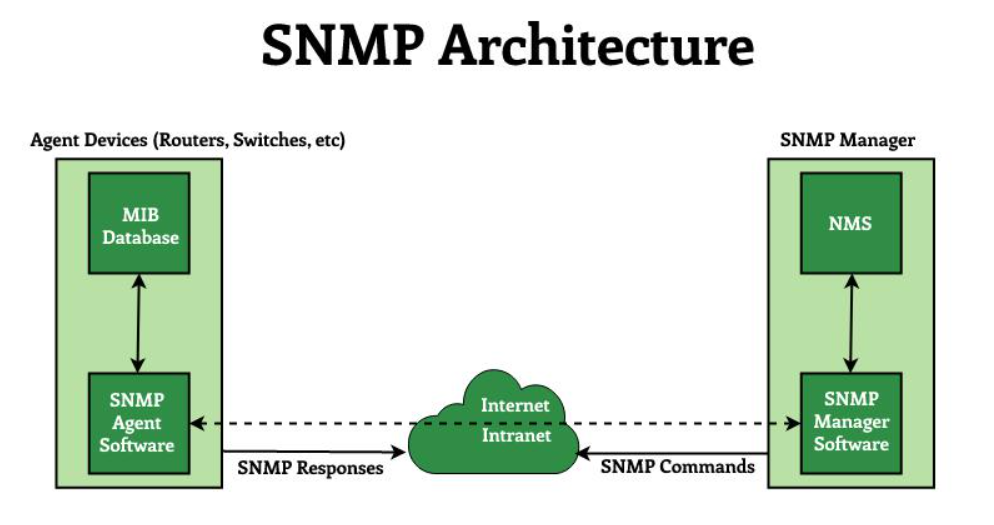 SNMP Architecture
Agent Devices (Routers, Switches, etc)
SNMP Manager
MIB
Database
NMS
SNMP
Agent
Software
Internet
Intranet
SNMP
Manager
Software
SNMP Responses
SNMP Commands